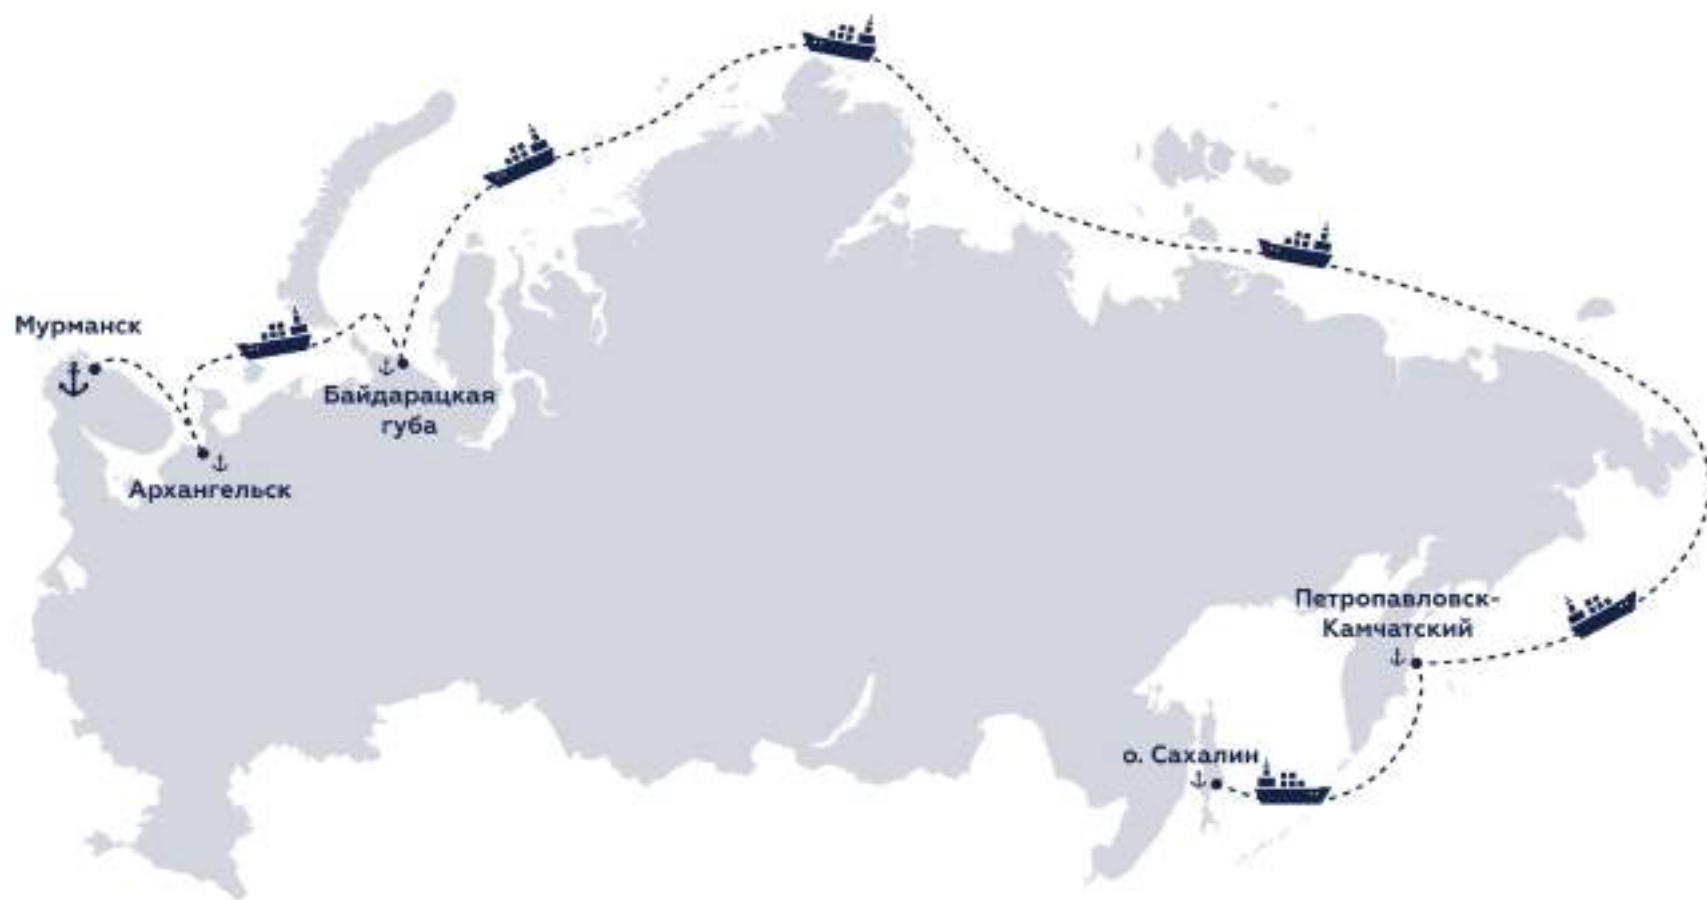 Мурманск
Байдарацкая
губа
Архангельск
Петропавловск-
Камчатский
о. Сахалин